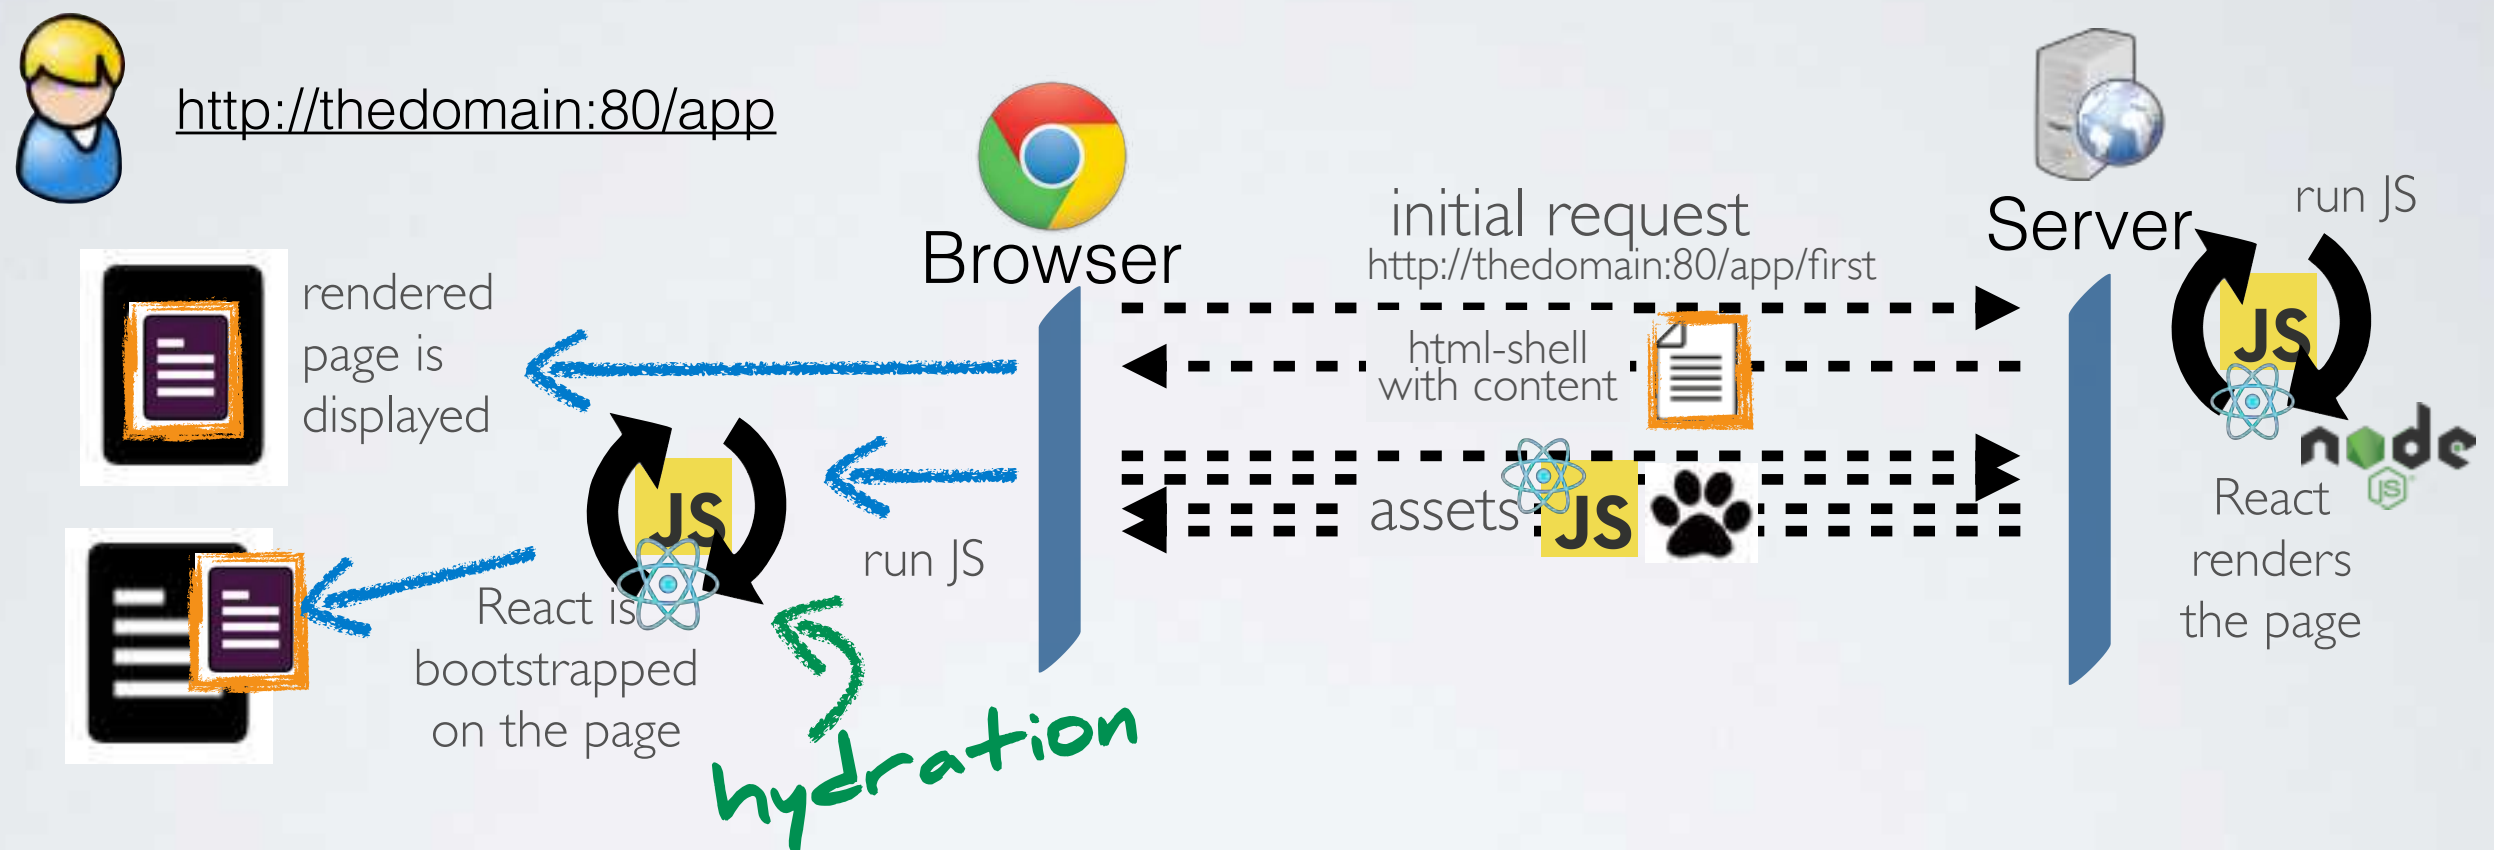 http://thedomain:80/app
Browser
initial request
http://thedomain:80/app/first
Server
run JS
rendered
page is
displayed
html-shell
with content
JS
node
JS
assets
JS
JS
run JS
React is
bootstrapped
on the page
hydration
React
renders
the page